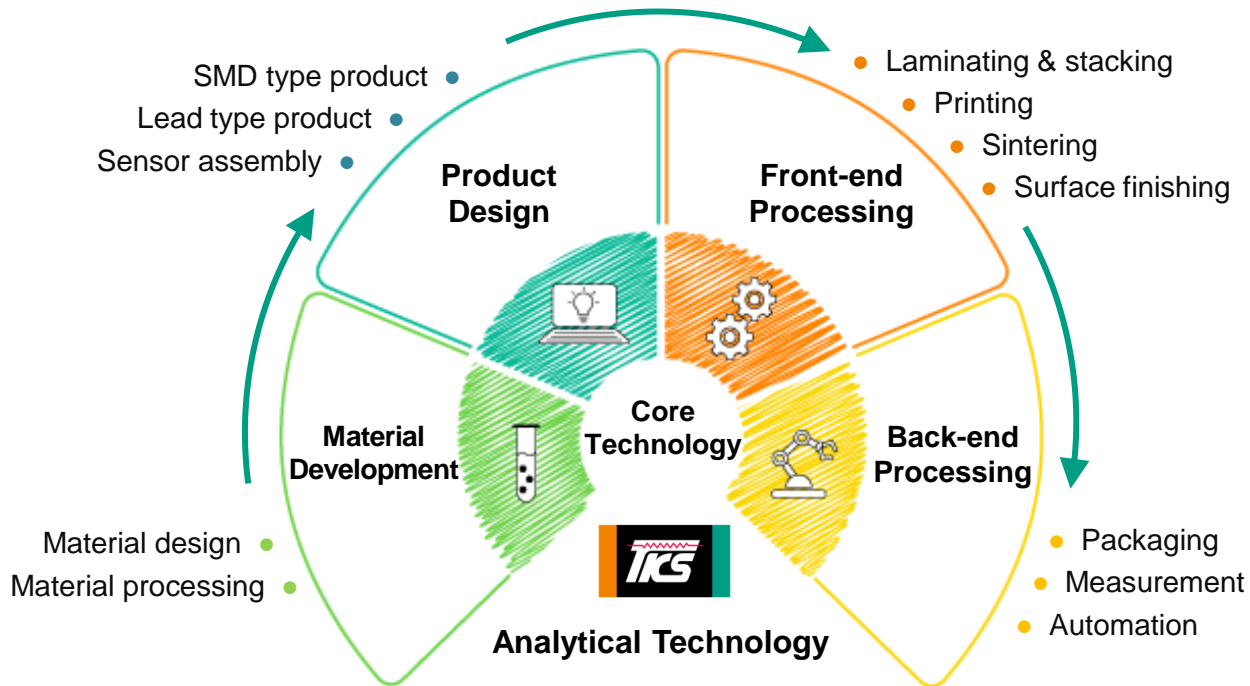 SMD type product
Lead type product
Sensor assembly
Product
Design
Laminating & stacking
Printing
Sintering
Surface finishing
Front-end
Processing
Material
Development
Material design
Material processing
Core
Technology
Back-end
Processing
Packaging
Measurement
Automation
TKS
Analytical Technology